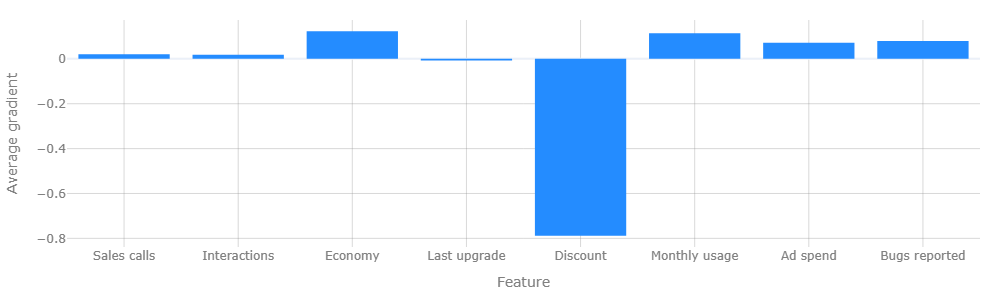 Average gradient
0
−0.2
−0.4
−0.6
−0.8
Sales calls Interactions Economy Last upgrade Discount Monthly usage Ad spend Bugs reported
Feature